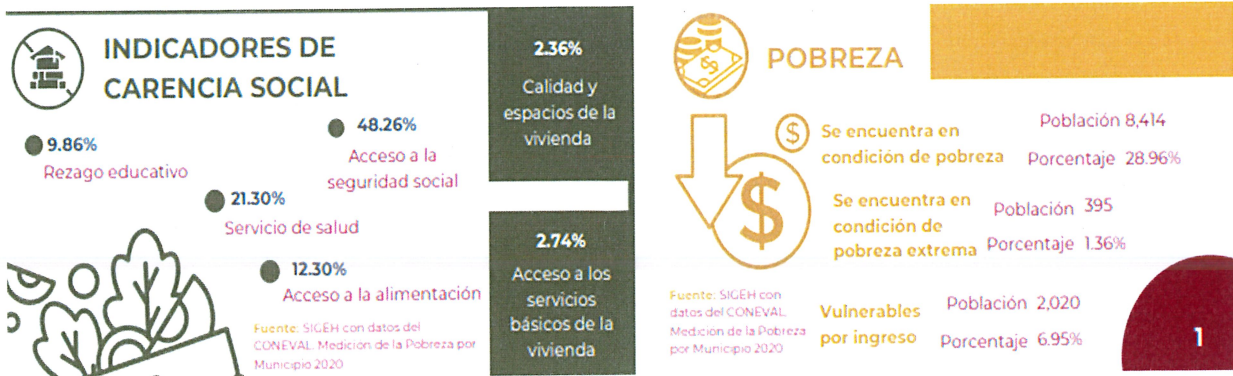 INDICADORES DE
CARENCIA SOCIAL
9.86%
Rezago educativo
48.26%
Acceso a la
seguridad social
21.30%
Servicio de salud
12.30%
Acceso a la alimentación
Fuente: SIGEH con datos del
CONEVAL. Medición de la Pobreza por
Municipio 2020
2.36%
Calidad y
espacios de la
vivienda
2.74%
Acceso a los
servicios
básicos de la
vivienda
POBREZA
$
Se encuentra en
condición de pobreza
Población 8,414
Porcentaje 28.96%
$
Se encuentra en
condición de
pobreza extrema
Población 395
Porcentaje 1.36%
Fuente: SIGEH con
datos del CONEVAL.
Medición de la Pobreza
por Municipio 2020
Vulnerables
por ingreso
Población 2,020
Porcentaje 6.95%
1